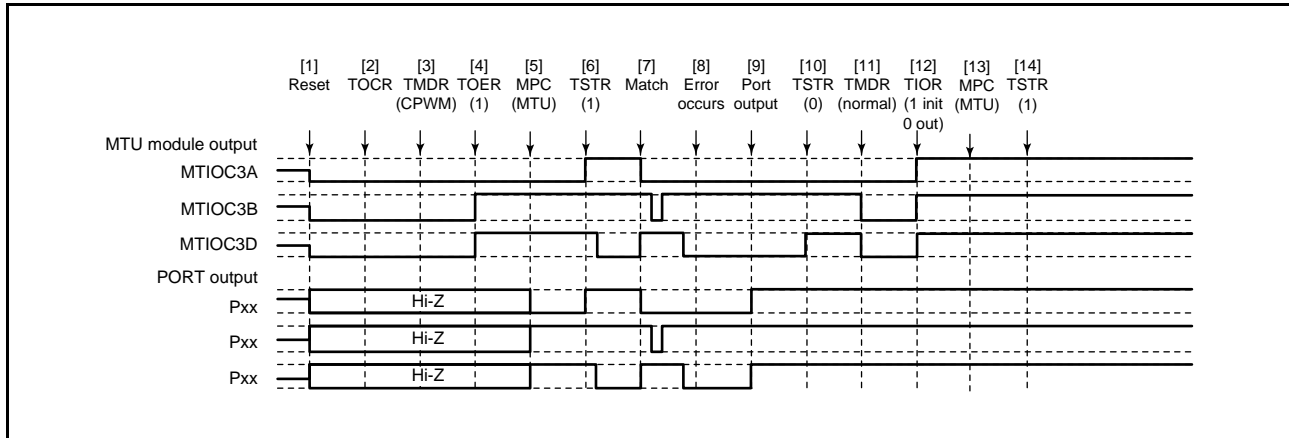 [1] [2] [3] [4] [5] [6] [7] [8] [9] [10] [11] [12] [13] [14]
Reset TOCR TMDR TOER MPC TSTR Match Error Port TSTR TMDR TIOR MPC TSTR
(CPWM) (1) (MTU) (1) occurs output (0) (normal) (1 init (MTU) (1)
0 out)
MTU module output
MTIOC3A
MTIOC3B
MTIOC3D
PORT output
Pxx Hi-Z
Pxx Hi-Z
Pxx Hi-Z